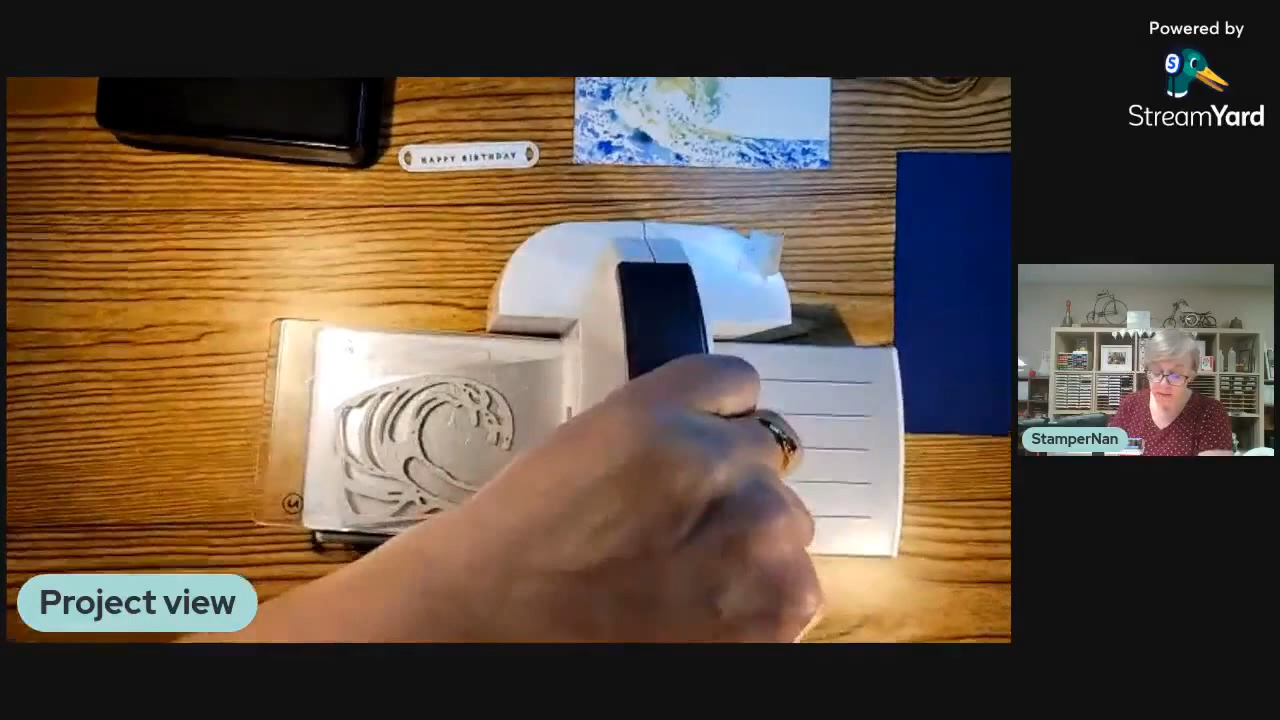 Powered by
S
StreamYard
HAPPY BIRTHDAY
StamperNan
Project view